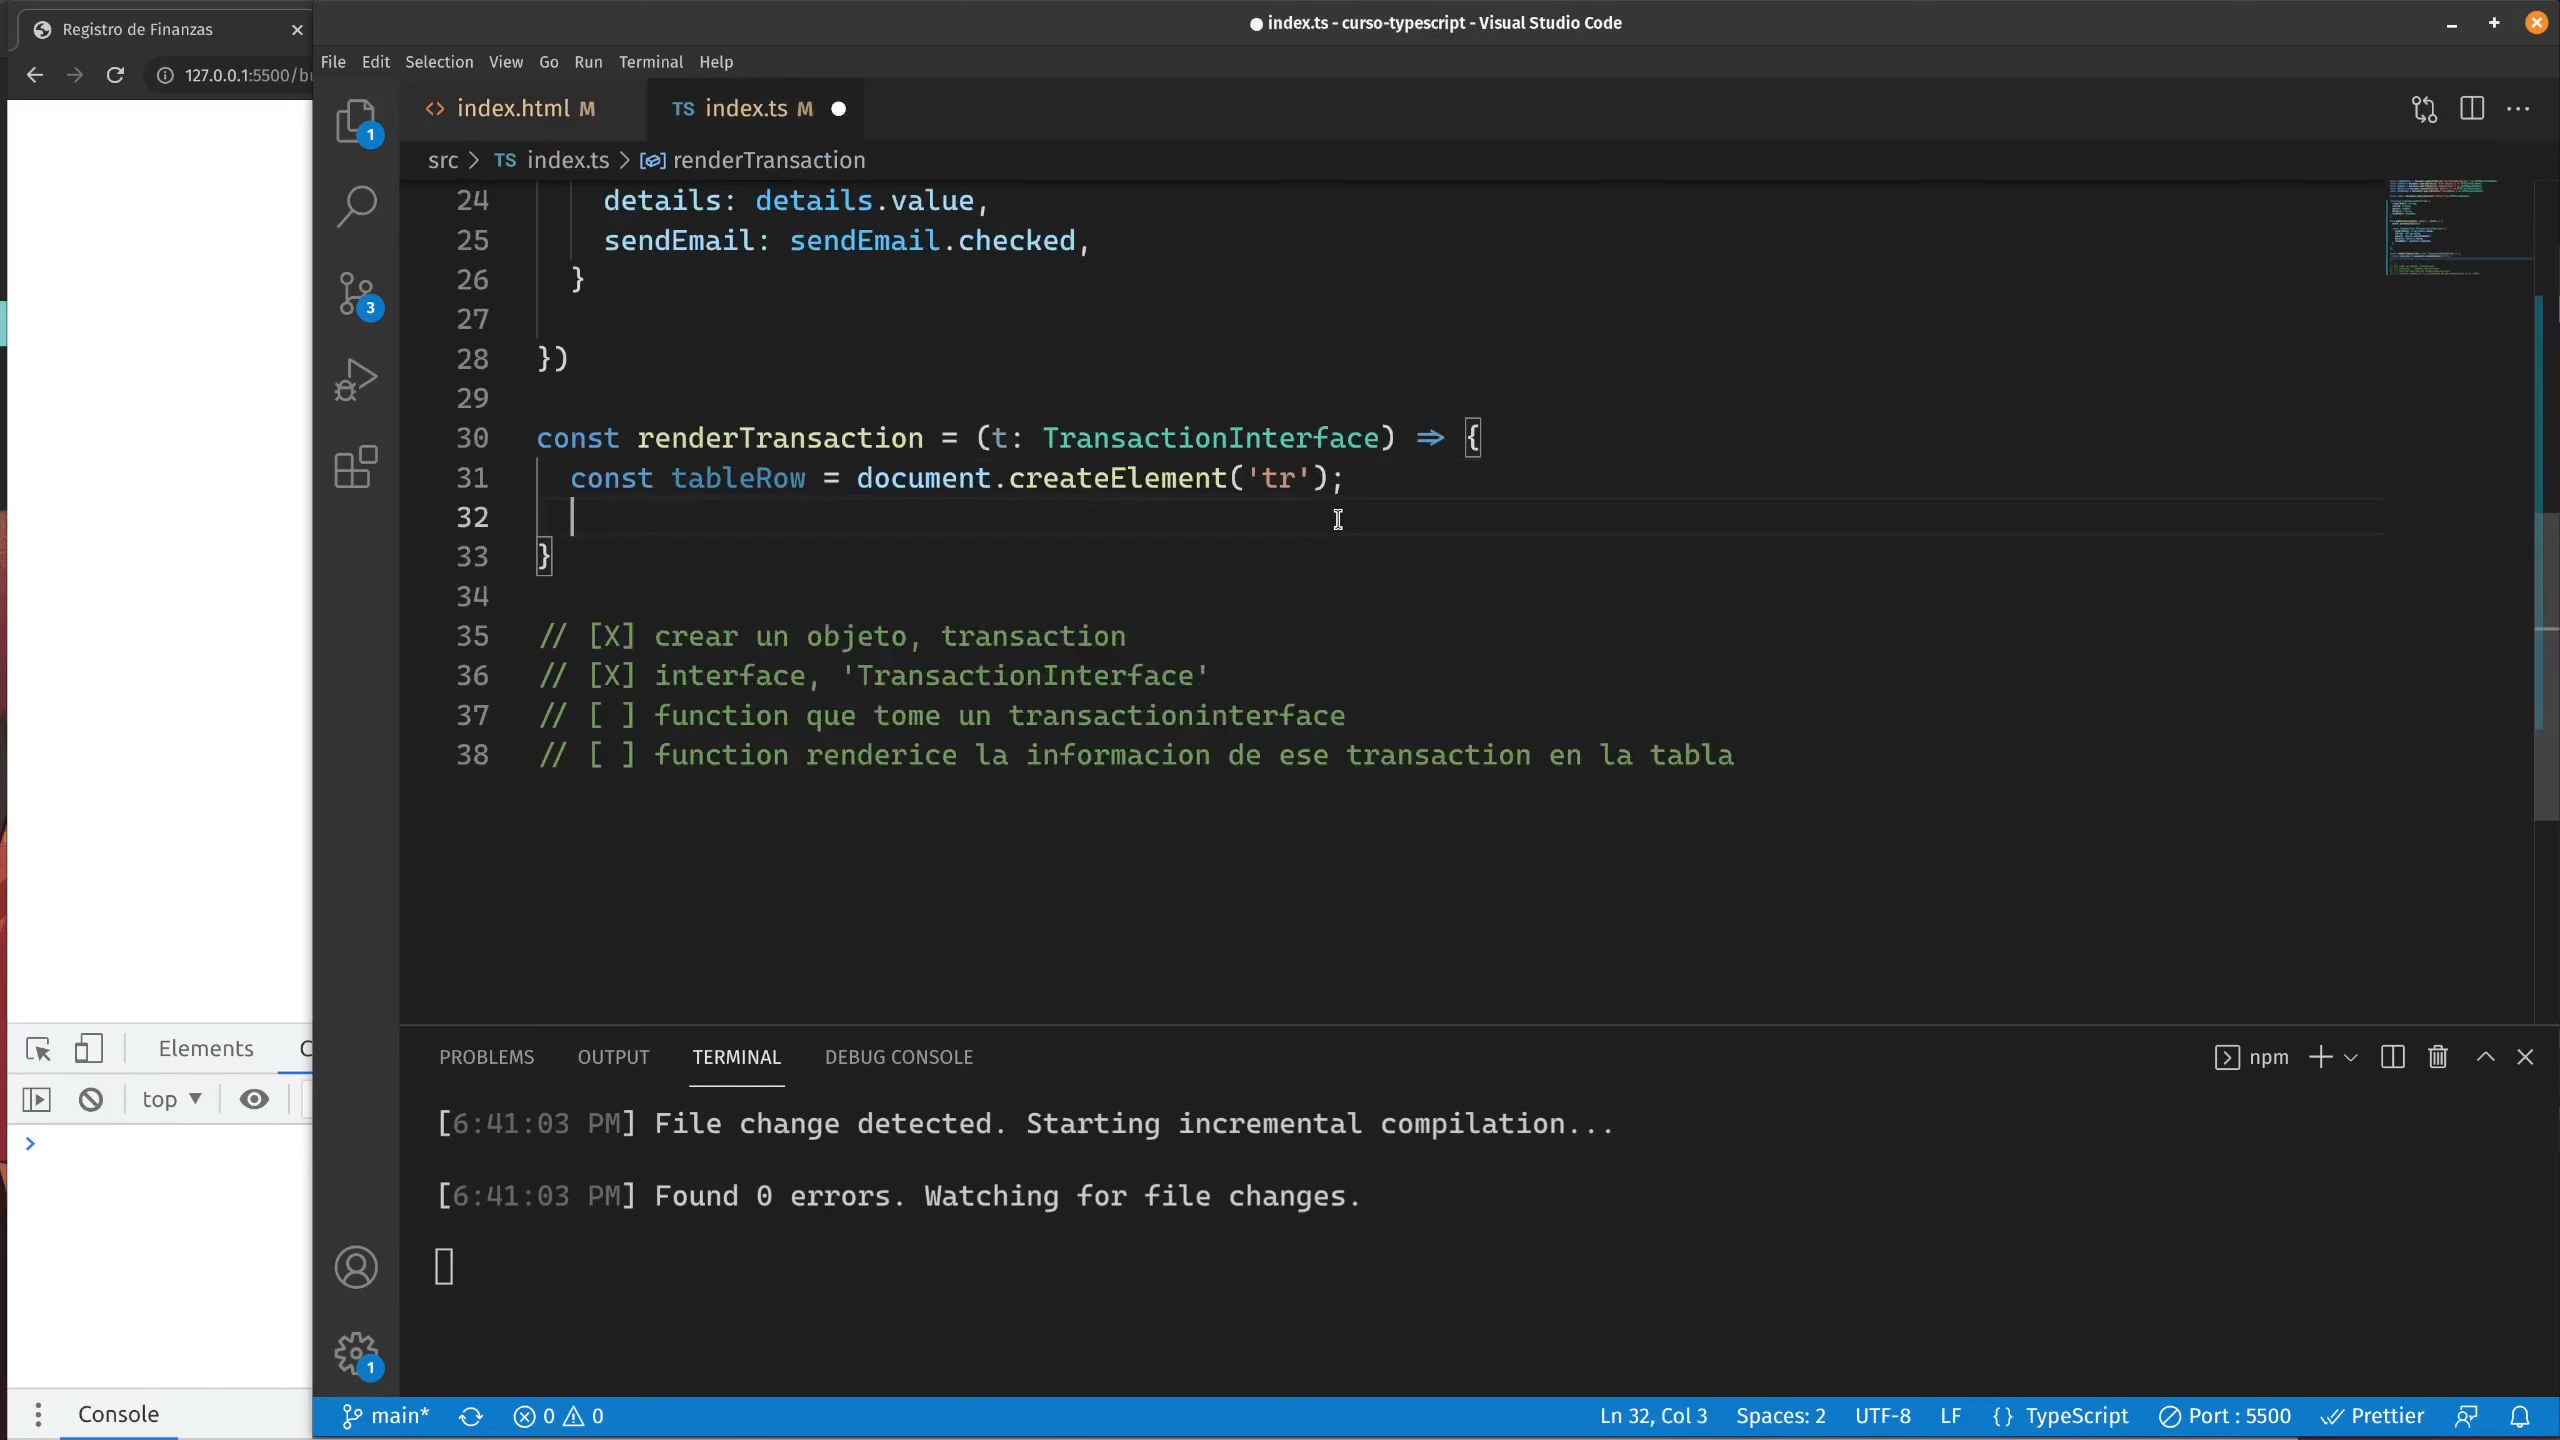 Registro de Finanzas
index.ts - curso-typescript - Visual Studio Code
127.0.0.1:5500/bu
File Edit Selection View Go Run Terminal Help
index.html M
TS index.ts M
src > TS index.ts > renderTransaction
24 details: details.value,
25 sendEmail: sendEmail.checked,
26 }
27
28 })
29
30 const renderTransaction = (t: TransactionInterface) => {
31 const tableRow = document.createElement('tr');
32
33 }
34
35 // [X] crear un objeto, transaction
36 // [X] interface, 'TransactionInterface'
37 // [ ] function que tome un transactioninterface
38 // [ ] function renderice la informacion de ese transaction en la tabla
1
3
1
Elements C
top
Console
PROBLEMS OUTPUT TERMINAL DEBUG CONSOLE
npm
[6:41:03 PM] File change detected. Starting incremental compilation...
[6:41:03 PM] Found 0 errors. Watching for file changes.
main* 0 0
Ln 32, Col 3 Spaces: 2 UTF-8 LF {} TypeScript Port : 5500 Prettier